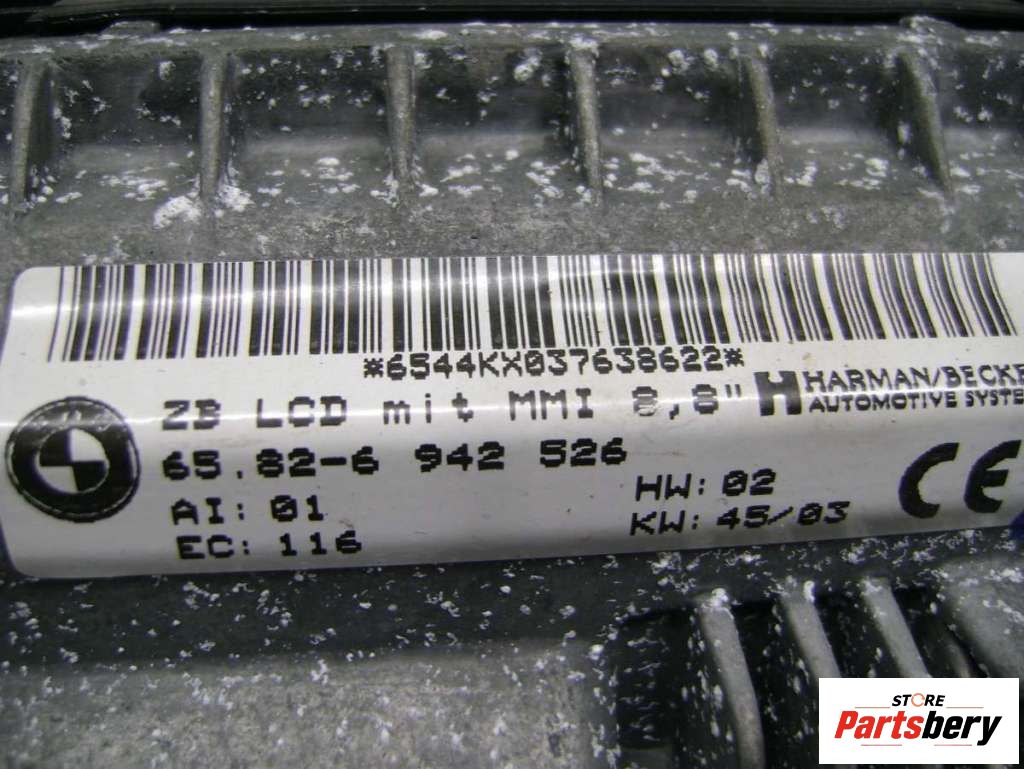 *6544KX037638622*
ZB LCD mit MMI 8,8"
HARMAN/BECKE
AUTOMOTIVE SYSTEM
65.82-6 942 526
AI: 01
HW: 02
EC: 116
KW: 45/03
CE
STORE
Partsbery